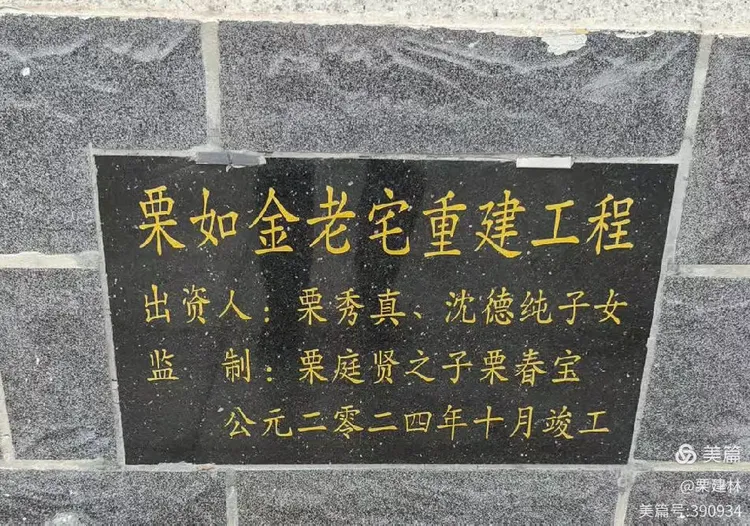 栗如金老宅重建工程
出资人：栗秀真、沈德纯子女
监 制：栗庭贤之子栗春宝
公元二零二四年十月竣工
美篇
@栗建林
美篇号:390934